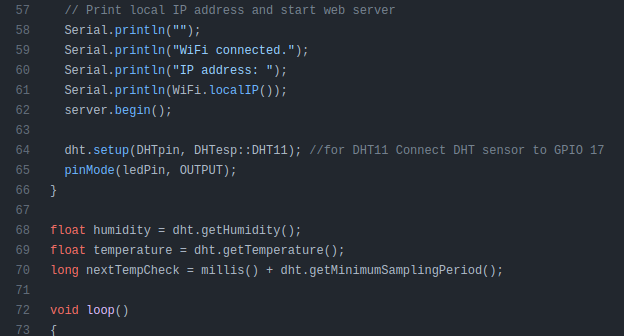 57 // Print local IP address and start web server
58 Serial.println("");
59 Serial.println("WiFi connected.");
60 Serial.println("IP address: ");
61 Serial.println(WiFi.localIP());
62 server.begin();
63
64 dht.setup(DHTpin, DHTesp::DHT11); //for DHT11 Connect DHT sensor to GPIO 17
65 pinMode(ledPin, OUTPUT);
66 }
67
68 float humidity = dht.getHumidity();
69 float temperature = dht.getTemperature();
70 long nextTempCheck = millis() + dht.getMinimumSamplingPeriod();
71
72 void loop()
73 {